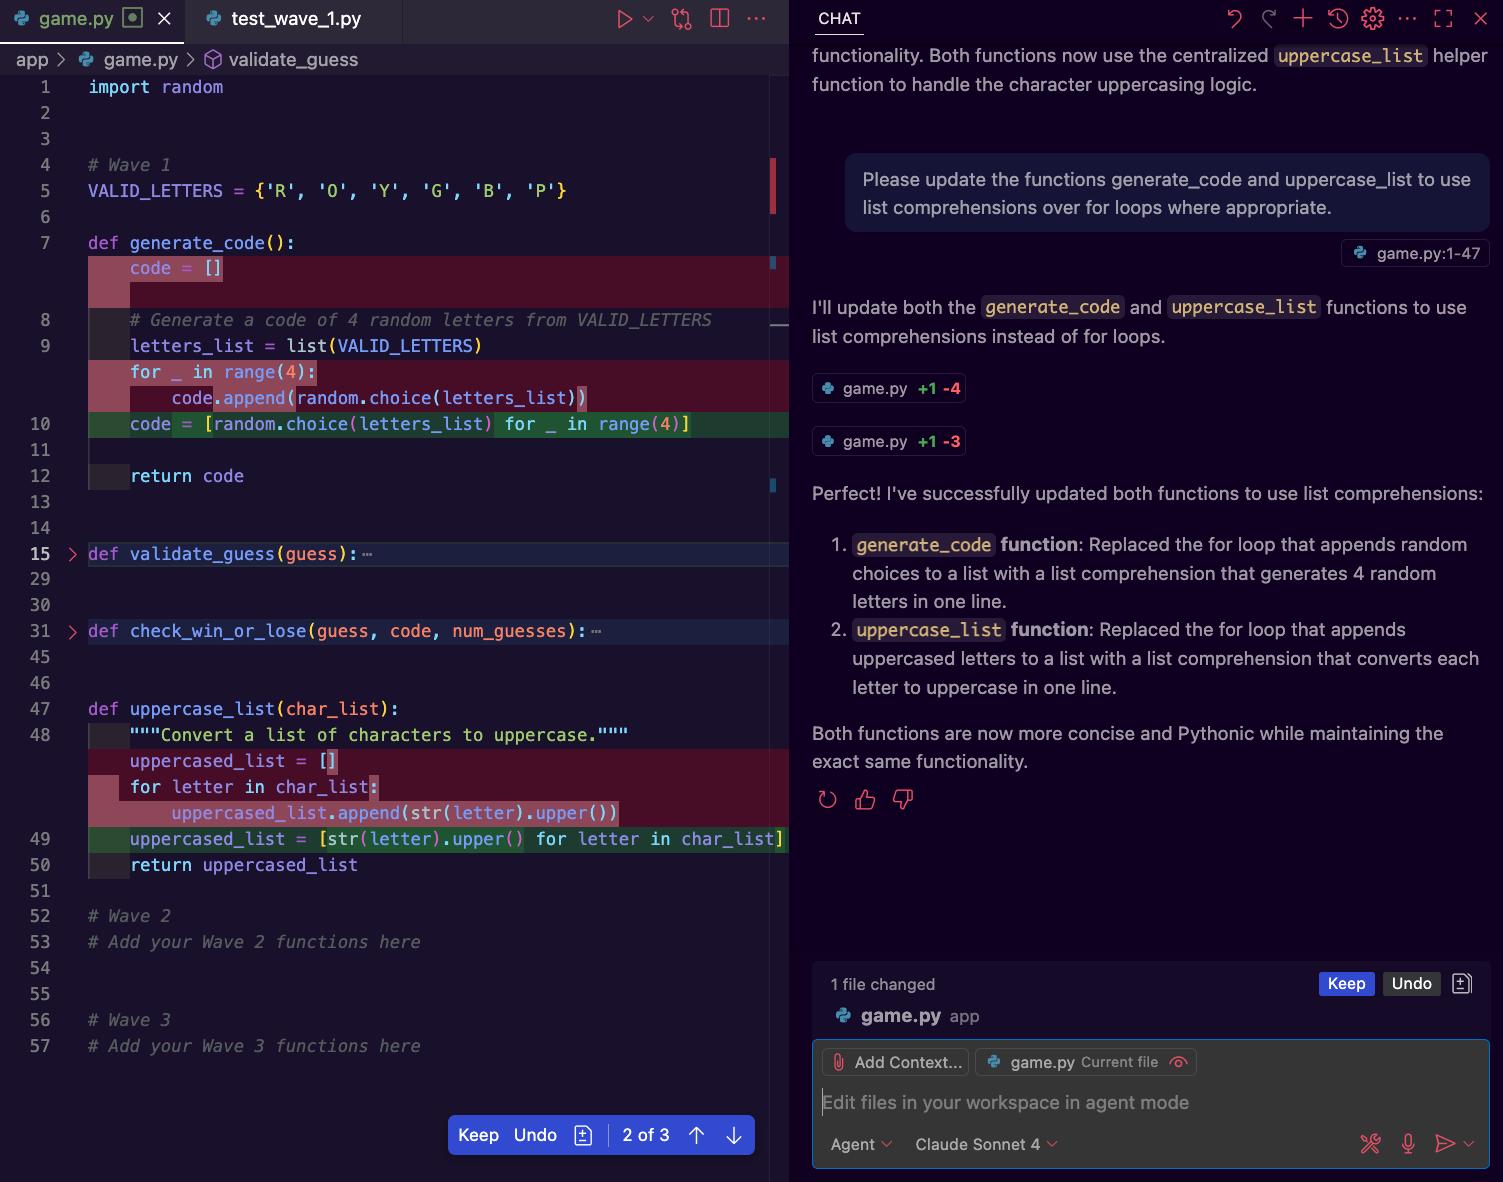 game.py
test_wave_1.py
app > game.py > validate_guess
1 import random
2
3
4 # Wave 1
5 VALID_LETTERS = {'R', 'O', 'Y', 'G', 'B', 'P'}
6
7 def generate_code():
code = []
8 # Generate a code of 4 random letters from VALID_LETTERS
9 letters_list = list(VALID_LETTERS)
for _ in range(4):
code.append(random.choice(letters_list))
10 code = [random.choice(letters_list) for _ in range(4)]
11
12 return code
13
14
15 def validate_guess(guess):⋯
29
30
31 def check_win_or_lose(guess, code, num_guesses):⋯
45
46
47 def uppercase_list(char_list):
48 """Convert a list of characters to uppercase."""
uppercased_list = []
for letter in char_list:
uppercased_list.append(str(letter).upper())
49 uppercased_list = [str(letter).upper() for letter in char_list]
50 return uppercased_list
51
52 # Wave 2
53 # Add your Wave 2 functions here
54
55
56 # Wave 3
57 # Add your Wave 3 functions here
Keep Undo 2 of 3
CHAT
functionality. Both functions now use the centralized uppercase_list helper
function to handle the character uppercasing logic.
Please update the functions generate_code and uppercase_list to use
list comprehensions over for loops where appropriate.
game.py:1-47
I'll update both the generate_code and uppercase_list functions to use
list comprehensions instead of for loops.
game.py +1 -4
game.py +1 -3
Perfect! I've successfully updated both functions to use list comprehensions:
1. generate_code function: Replaced the for loop that appends random
choices to a list with a list comprehension that generates 4 random
letters in one line.
2. uppercase_list function: Replaced the for loop that appends
uppercased letters to a list with a list comprehension that converts each
letter to uppercase in one line.
Both functions are now more concise and Pythonic while maintaining the
exact same functionality.
1 file changed
Keep Undo
game.py app
Add Context... game.py Current file
Edit files in your workspace in agent mode
Agent Claude Sonnet 4